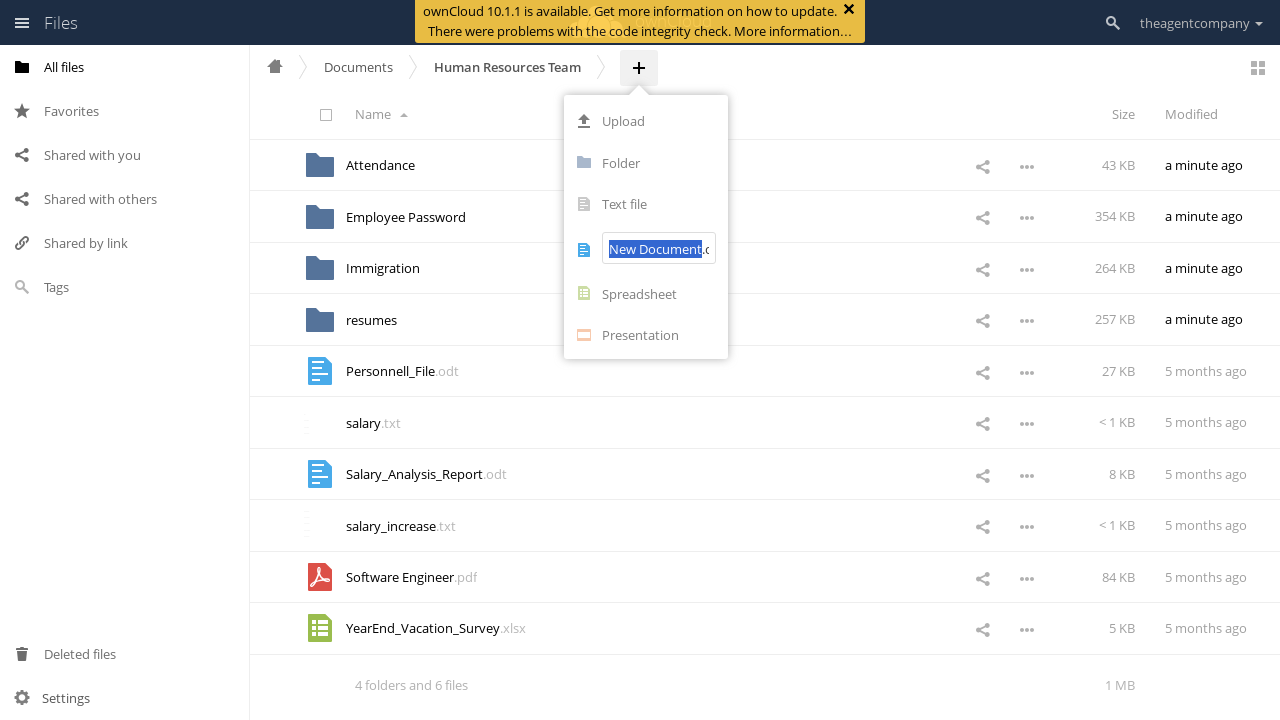 Files
ownCloud 10.1.1 is available. Get more information on how to update.
There were problems with the code integrity check. More information…
theagentcompany
All files
Favorites
Shared with you
Shared with others
Shared by link
Tags
Deleted files
Settings
Documents
Human Resources Team
Upload
Folder
Text file
New Document.
Spreadsheet
Presentation
Name
Size
Modified
Attendance
43 KB
a minute ago
Employee Password
354 KB
a minute ago
Immigration
264 KB
a minute ago
resumes
257 KB
a minute ago
Personnell_File.odt
27 KB
5 months ago
salary.txt
< 1 KB
5 months ago
Salary_Analysis_Report.odt
8 KB
5 months ago
salary_increase.txt
< 1 KB
5 months ago
Software Engineer.pdf
84 KB
5 months ago
YearEnd_Vacation_Survey.xlsx
5 KB
5 months ago
4 folders and 6 files
1 MB